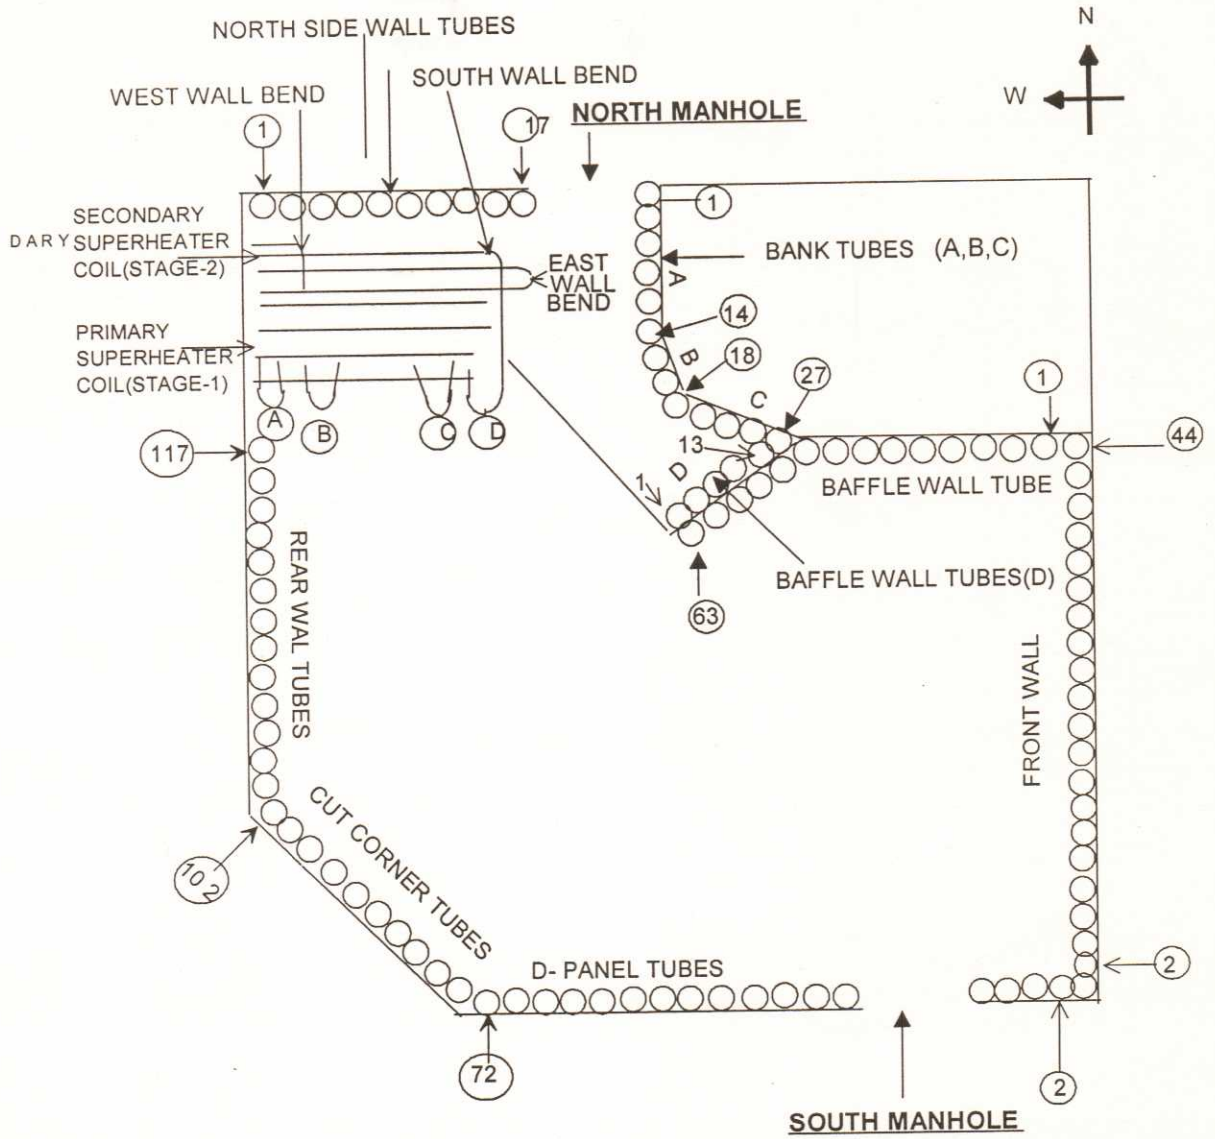 N
NORTH SIDE WALL TUBES
SOUTH WALL BEND
WEST WALL BEND
W
1
17
NORTH MANHOLE
SECONDARY
DARY SUPERHEATER
COIL(STAGE-2)
1
BANK TUBES (A,B,C)
EAST
WALL
BEND
A
PRIMARY
SUPERHEATER
COIL(STAGE-1)
14
B
18
27
1
C
A
B
C
D
117
13
44
D
1
BAFFLE WALL TUBE
BAFFLE WALL TUBES(D)
63
REAR WAL TUBES
FRONT WALL
CUT CORNER TUBES
10 2
D- PANEL TUBES
2
72
2
SOUTH MANHOLE